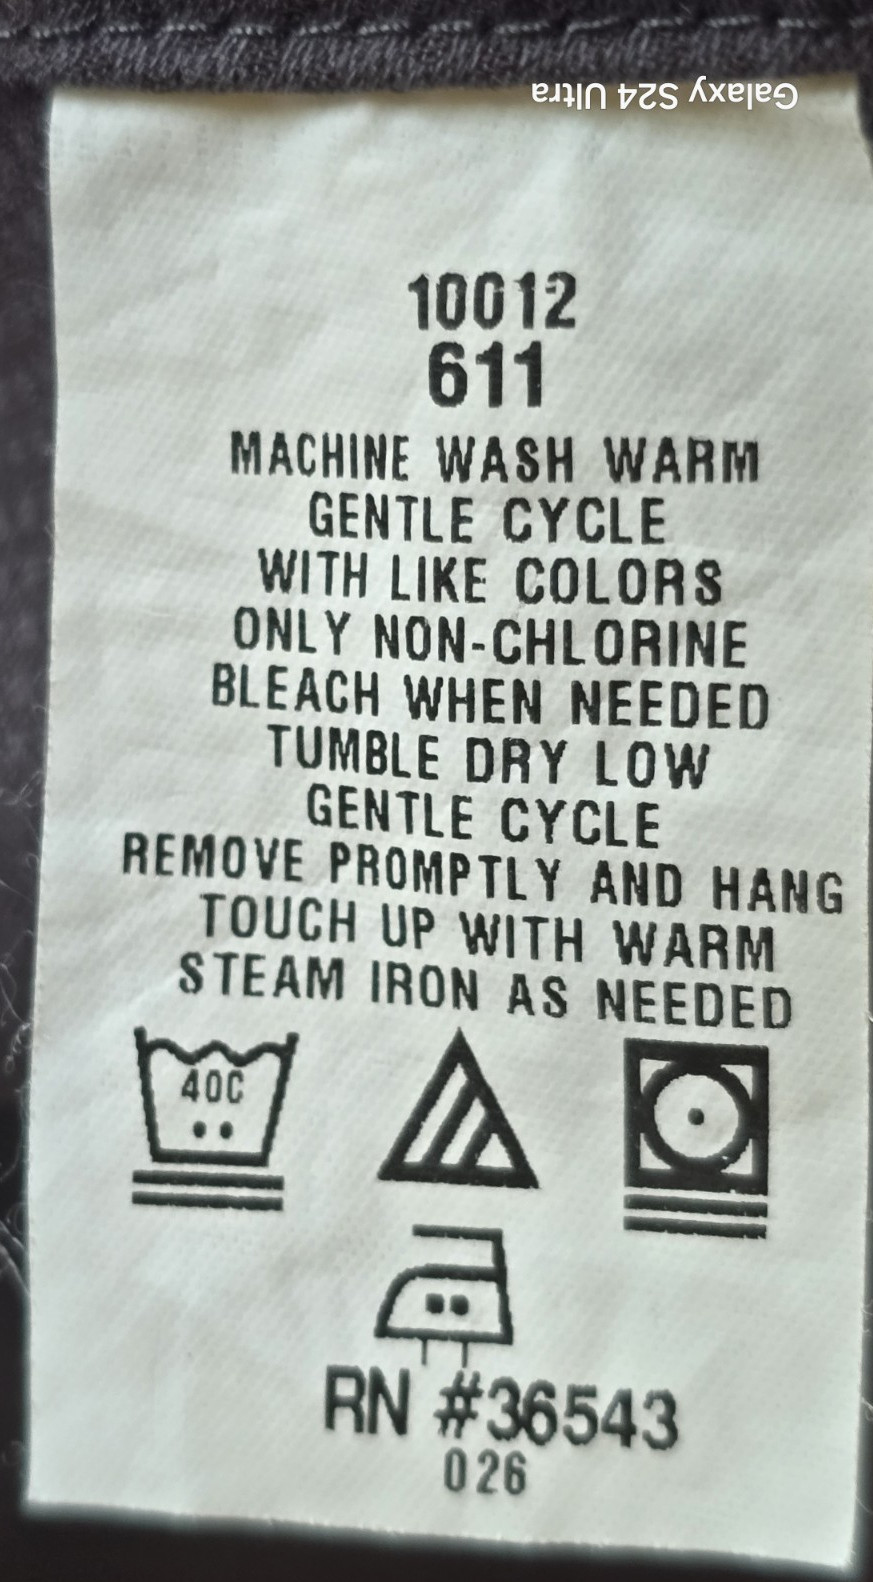 Galaxy S24 Ultra
10012
611
MACHINE WASH WARM
GENTLE CYCLE
WITH LIKE COLORS
ONLY NON-CHLORINE
BLEACH WHEN NEEDED
TUMBLE DRY LOW
GENTLE CYCLE
REMOVE PROMPTLY AND HANG
TOUCH UP WITH WARM
STEAM IRON AS NEEDED
40C
RN #36543
026